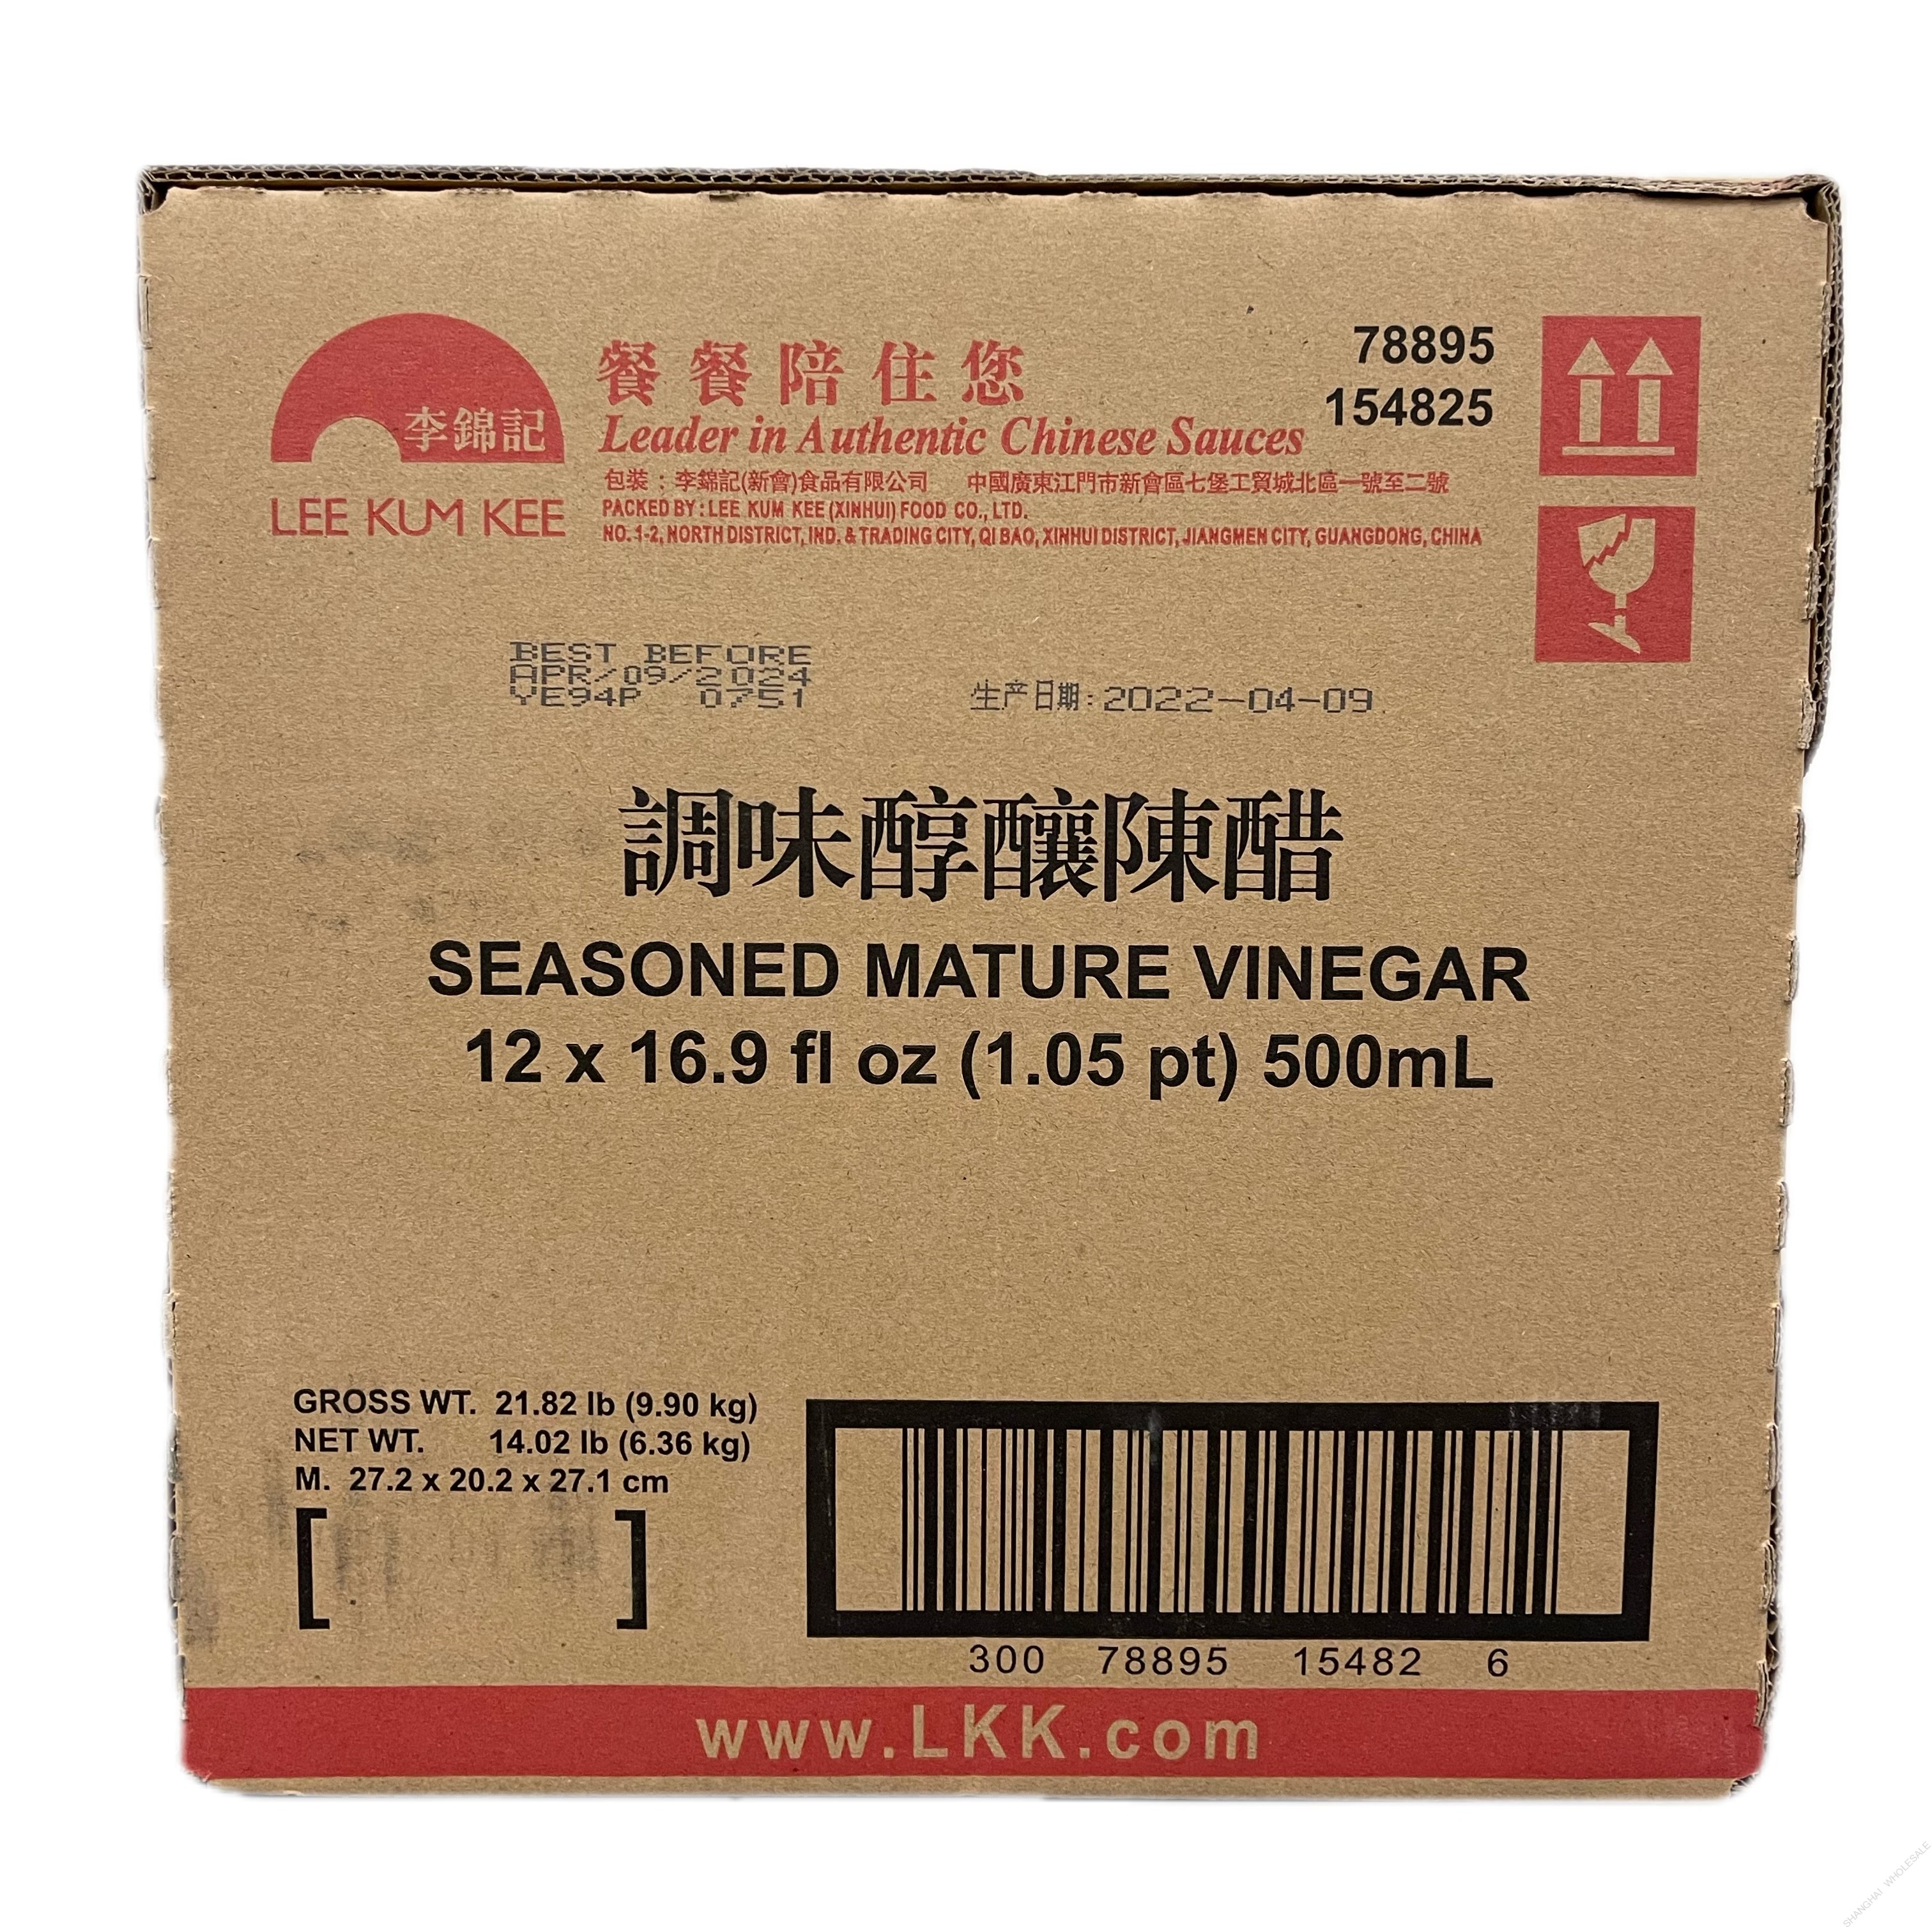 李錦記
LEE KUM KEE
餐餐陪住您
Leader in Authentic Chinese Sauces
包裝：李錦記(新會)食品有限公司 中國廣東江門市新會區七堡工貿城北區一號至二號
PACKED BY: LEE KUM KEE (XINHUI) FOOD CO., LTD.
NO. 1-2, NORTH DISTRICT, IND. & TRADING CITY, QI BAO, XINHUI DISTRICT, JIANGMEN CITY, GUANGDONG, CHINA
78895
154825
BEST BEFORE
APR/09/2024
YE94P 0751
生产日期:2022-04-09
調味醇釀陳醋
SEASONED MATURE VINEGAR
12 x 16.9 fl oz (1.05 pt) 500mL
GROSS WT. 21.82 lb (9.90 kg)
NET WT. 14.02 lb (6.36 kg)
M. 27.2 x 20.2 x 27.1 cm
[ ]
300 78895 15482 6
www.LKK.com
SHANGHAI WHOLESALE